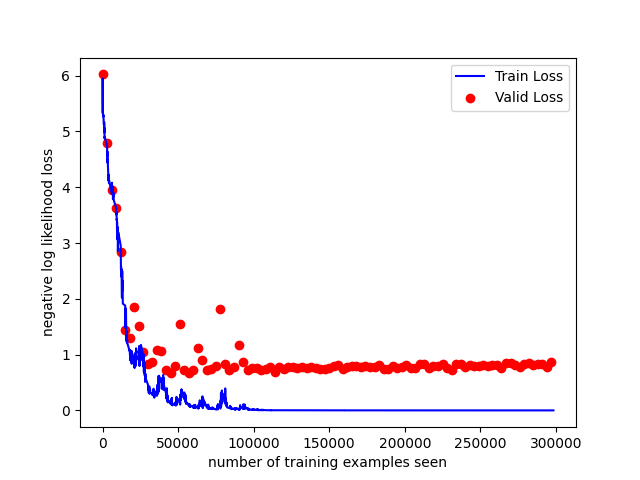 Train Loss
Valid Loss
negative log likelihood loss
6
5
4
3
2
1
0
0 50000 100000 150000 200000 250000 300000
number of training examples seen